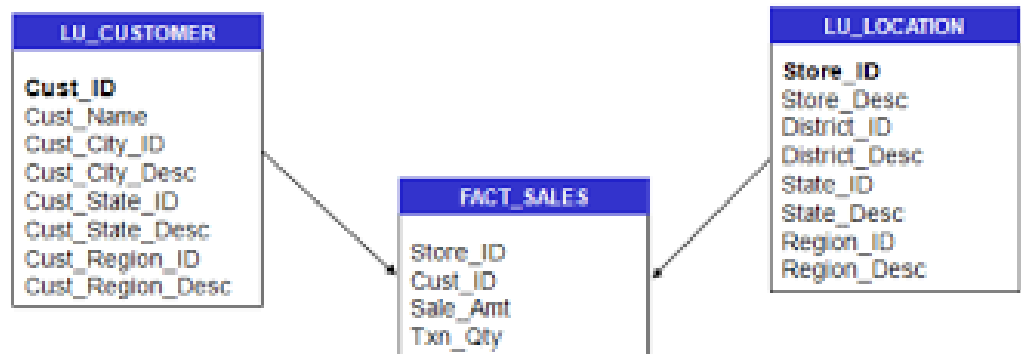 LU_CUSTOMER
Cust_ID
Cust_Name
Cust_City_ID
Cust_City_Desc
Cust_State_ID
Cust_State_Desc
Cust_Region_ID
Cust_Region_Desc
FACT_SALES
Store_ID
Cust_ID
Sale_Amt
Txn_Qty
LU_LOCATION
Store_ID
Store_Desc
District_ID
District_Desc
State_ID
State_Desc
Region_ID
Region_Desc